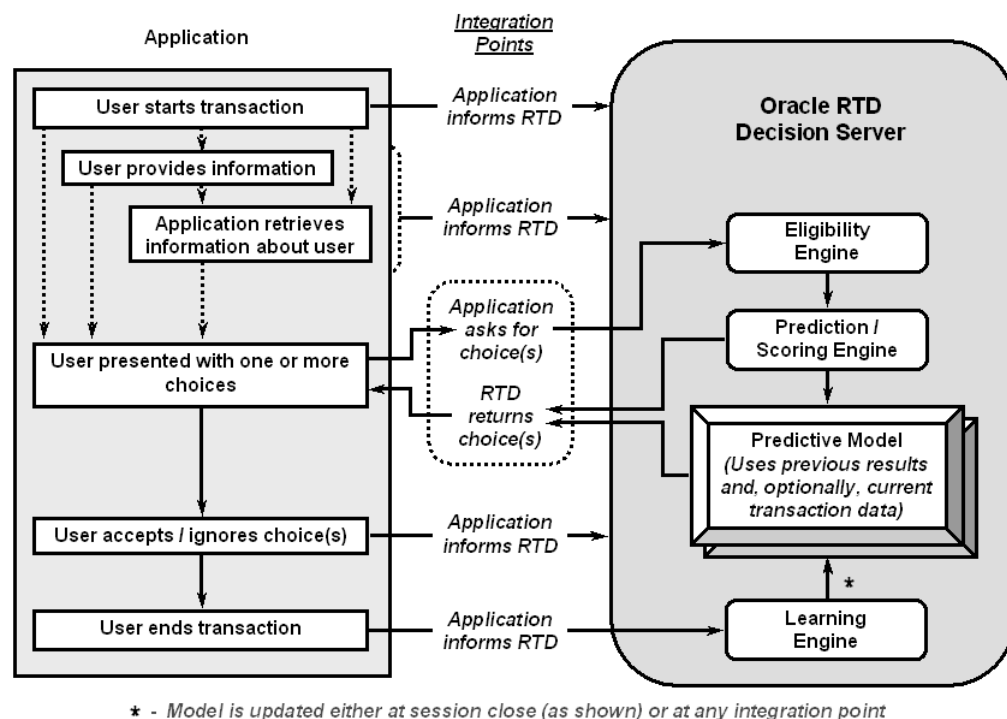 Application
Integration
Points
User starts transaction
Application
informs RTD
Oracle RTD
Decision Server
User provides information
Application retrieves
information about user
Application
informs RTD
Eligibility
Engine
Application
asks for
choice(s)
User presented with one or more
choices
Prediction /
Scoring Engine
RTD
returns
choice(s)
Predictive Model
(Uses previous results
and, optionally, current
transaction data)
User accepts / ignores choice(s)
Application
informs RTD
*
User ends transaction
Application
informs RTD
Learning
Engine
* - Model is updated either at session close (as shown) or at any integration point